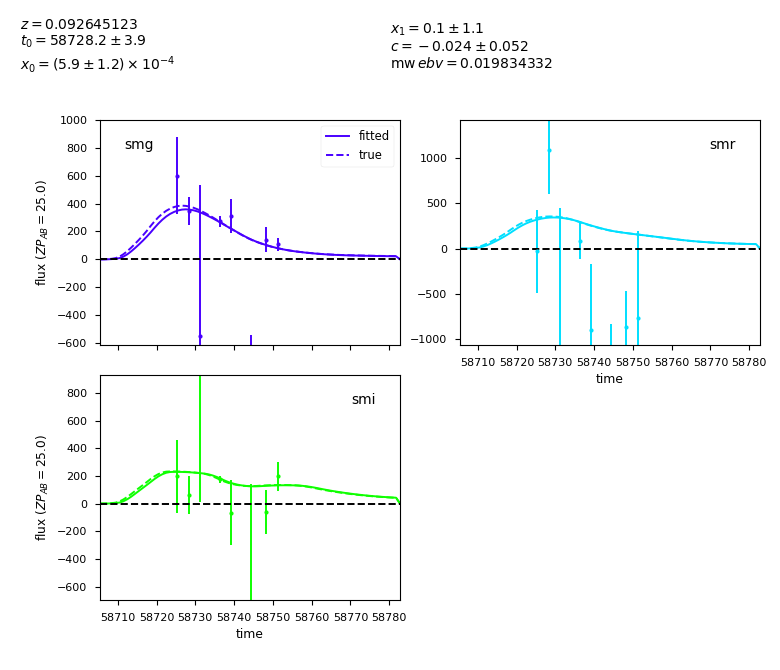 z = 0.092645123
t₀ = 58728.2 ± 3.9
x₀ = (5.9 ± 1.2) × 10⁻⁴
x₁ = 0.1 ± 1.1
c = −0.024 ± 0.052
mw ebv = 0.019834332
1000
800
600
400
200
0
−200
−400
−600
flux (ZP_AB = 25.0)
smg
fitted
true
1000
500
0
−500
−1000
smr
58710 58720 58730 58740 58750 58760 58770 58780
time
800
600
400
200
0
−200
−400
−600
flux (ZP_AB = 25.0)
smi
58710 58720 58730 58740 58750 58760 58770 58780
time